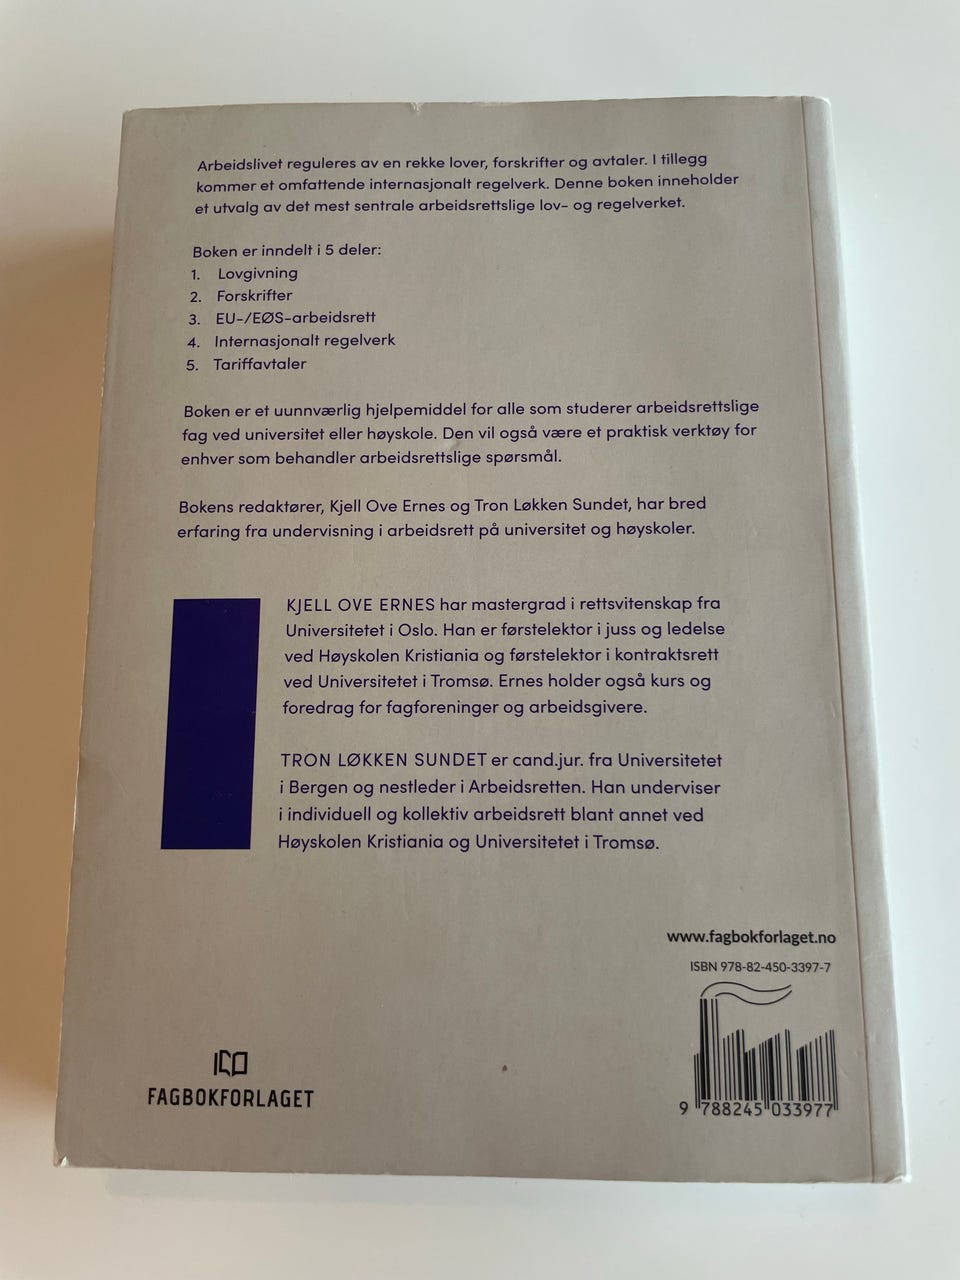 Arbeidslivet reguleres av en rekke lover, forskrifter og avtaler. I tillegg
kommer et omfattende internasjonalt regelverk. Denne boken inneholder
et utvalg av det mest sentrale arbeidsrettslige lov- og regelverket.
Boken er inndelt i 5 deler:
1. Lovgivning
2. Forskrifter
3. EU-/EØS-arbeidsrett
4. Internasjonalt regelverk
5. Tariffavtaler
Boken er et uunnværlig hjelpemiddel for alle som studerer arbeidsrettslige
fag ved universitet eller høyskole. Den vil også være et praktisk verktøy for
enhver som behandler arbeidsrettslige spørsmål.
Bokens redaktører, Kjell Ove Ernes og Tron Løkken Sundet, har bred
erfaring fra undervisning i arbeidsrett på universitet og høyskoler.
KJELL OVE ERNES har mastergrad i rettsvitenskap fra
Universitetet i Oslo. Han er førstelektor i juss og ledelse
ved Høyskolen Kristiania og førstelektor i kontraktsrett
ved Universitetet i Tromsø. Ernes holder også kurs og
foredrag for fagforeninger og arbeidsgivere.
TRON LØKKEN SUNDET er cand.jur. fra Universitetet
i Bergen og nestleder i Arbeidsretten. Han underviser
i individuell og kollektiv arbeidsrett blant annet ved
Høyskolen Kristiania og Universitetet i Tromsø.
www.fagbokforlaget.no
ISBN 978-82-450-3397-7
FAGBOKFORLAGET
9 788245 033977